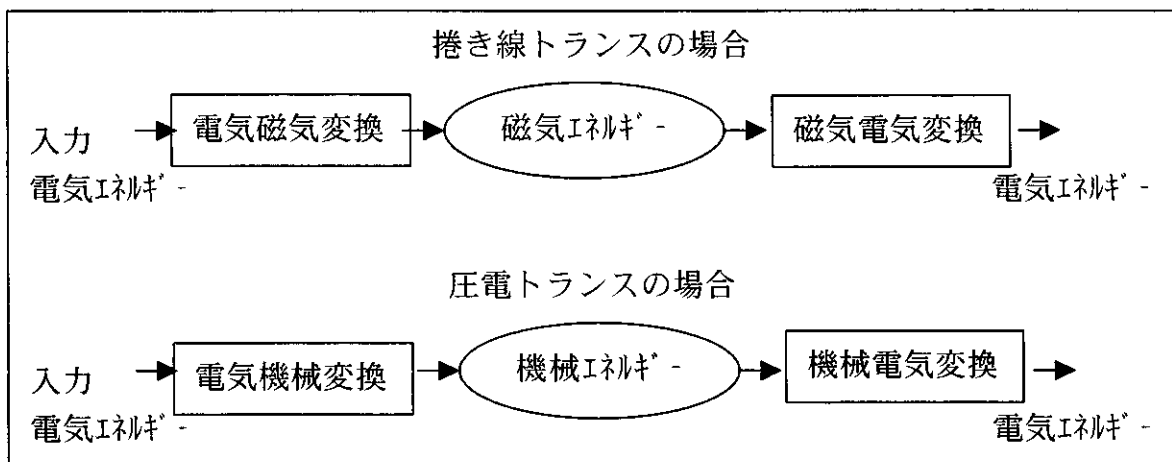 捲き線トランスの場合
入力
電気ｴﾈﾙｷﾞｰ
電気磁気変換
磁気ｴﾈﾙｷﾞｰ
磁気電気変換
電気ｴﾈﾙｷﾞｰ
圧電トランスの場合
入力
電気ｴﾈﾙｷﾞｰ
電気機械変換
機械ｴﾈﾙｷﾞｰ
機械電気変換
電気ｴﾈﾙｷﾞｰ